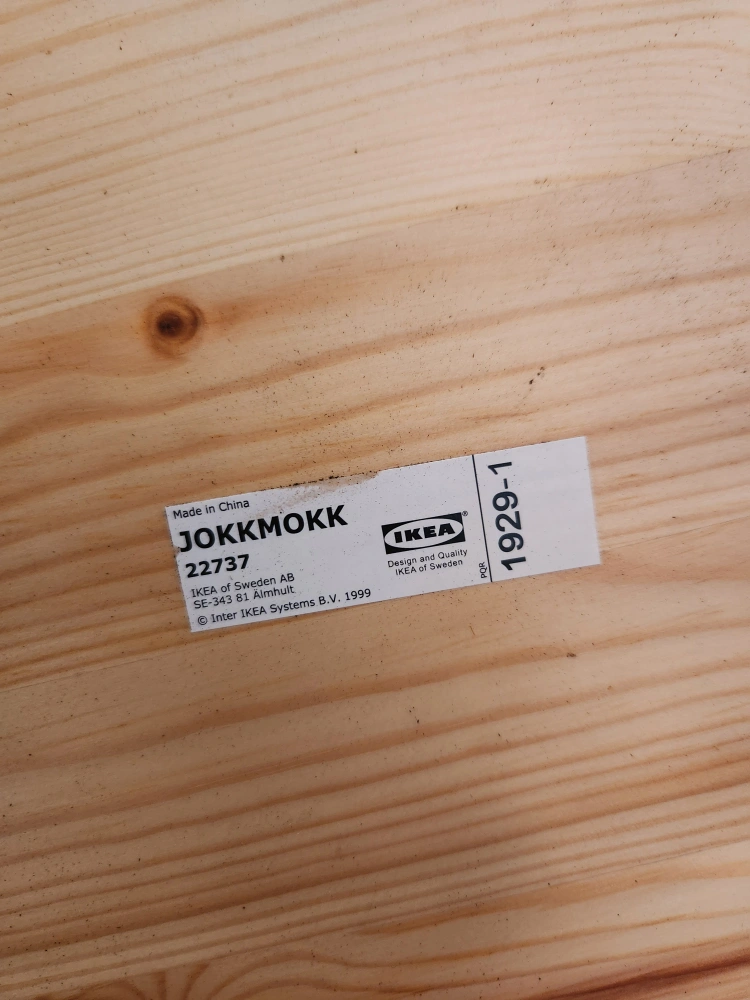 Made in China
JOKKMOKK
22737
IKEA of Sweden AB
SE-343 81 Älmhult
© Inter IKEA Systems B.V. 1999
IKEA®
Design and Quality
IKEA of Sweden
PQR
1929-1